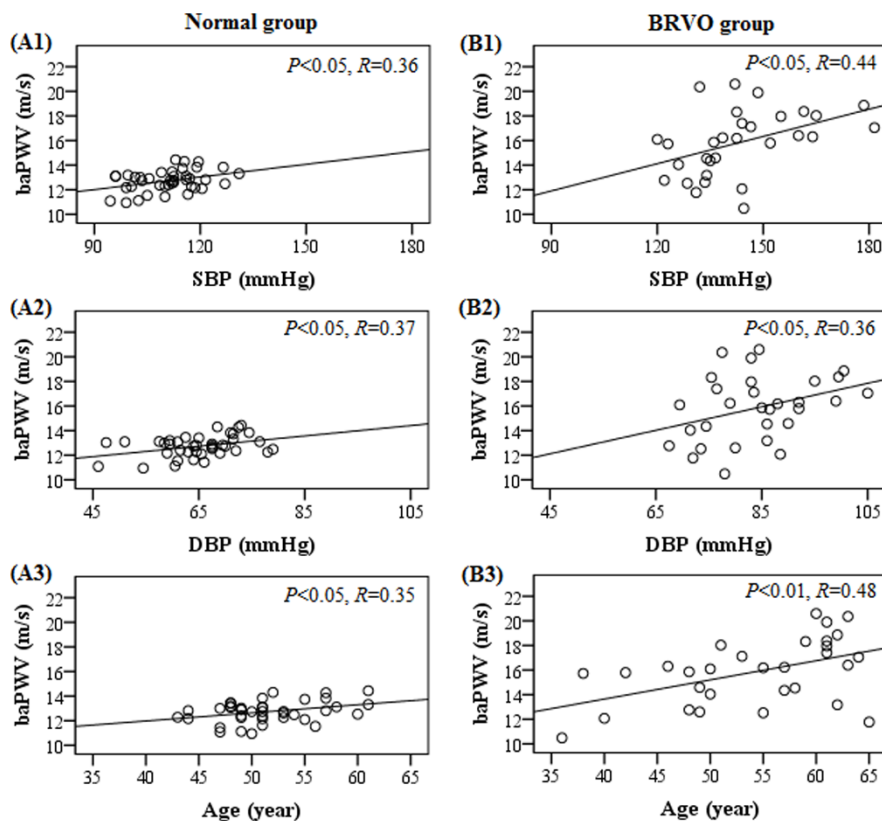 Normal group
BRVO group
(A1)
P<0.05, R=0.36
baPWV (m/s)
22
20
18
16
14
12
10
90
120
150
180
SBP (mmHg)
(B1)
P<0.05, R=0.44
baPWV (m/s)
22
20
18
16
14
12
10
90
120
150
180
SBP (mmHg)
(A2)
P<0.05, R=0.37
baPWV (m/s)
22
20
18
16
14
12
10
45
65
85
105
DBP (mmHg)
(B2)
P<0.05, R=0.36
baPWV (m/s)
22
20
18
16
14
12
10
45
65
85
105
DBP (mmHg)
(A3)
P<0.05, R=0.35
baPWV (m/s)
22
20
18
16
14
12
10
35
40
45
50
55
60
65
Age (year)
(B3)
P<0.01, R=0.48
baPWV (m/s)
22
20
18
16
14
12
10
35
40
45
50
55
60
65
Age (year)